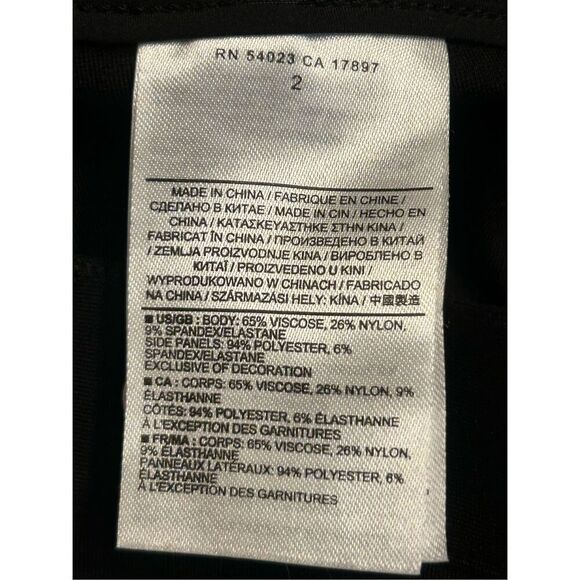 RN 54023 CA 17897
2
MADE IN CHINA / FABRIQUE EN CHINE /
СДЕЛАНО В КИТАЕ / MADE IN CIN / HECHO EN
CHINA / ΚΑΤΑΣΚΕΥΑΣΤΗΚΕ ΣΤΗΝ ΚΙΝΑ /
FABRICAT ÎN CHINA / ПРОИЗВЕДЕНО В КИТАЙ
/ ZEMLJA PROIZVODNJE KINA / ВИРОБЛЕНО В
КИТАЇ / PROIZVEDENO U KINI /
WYPRODUKOWANO W CHINACH / FABRICADO
NA CHINA / SZÁRMAZÁSI HELY: KÍNA / 中國製造
■ US/GB : BODY: 65% VISCOSE, 26% NYLON,
9% SPANDEX/ELASTANE
SIDE PANELS: 94% POLYESTER, 6%
SPANDEX/ELASTANE
EXCLUSIVE OF DECORATION
■ CA : CORPS: 65% VISCOSE, 26% NYLON, 9%
ÉLASTHANNE
CÔTÉS: 94% POLYESTER, 6% ÉLASTHANNE
À L'EXCEPTION DES GARNITURES
■ FR/MA : CORPS: 65% VISCOSE, 26% NYLON,
9% ÉLASTHANNE
PANNEAUX LATÉRAUX: 94% POLYESTER, 6%
ÉLASTHANNE
À L'EXCEPTION DES GARNITURES